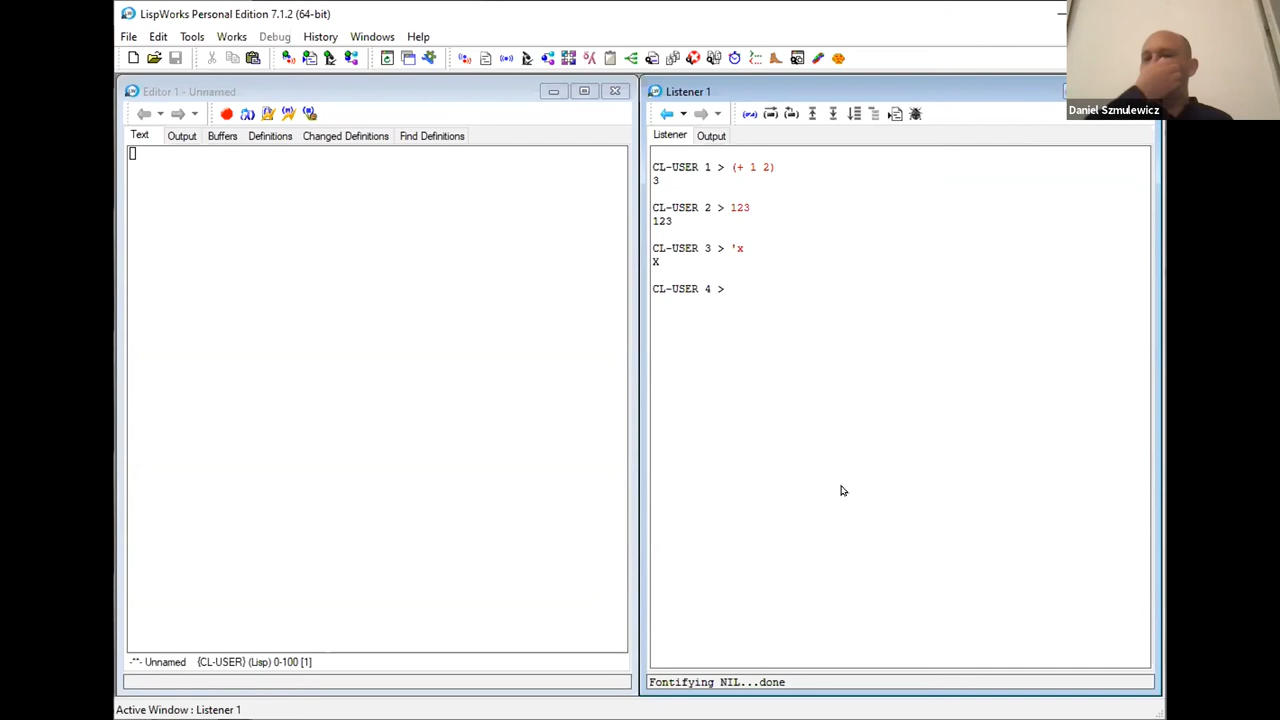 LispWorks Personal Edition 7.1.2 (64-bit)
File Edit Tools Works Debug History Windows Help
Editor 1 - Unnamed
Text Output Buffers Definitions Changed Definitions Find Definitions
-**- Unnamed {CL-USER} (Lisp) 0-100 [1]
Listener 1
Listener Output
CL-USER 1 > (+ 1 2)
3
CL-USER 2 > 123
123
CL-USER 3 > 'x
X
CL-USER 4 >
Fontifying NIL...done
Active Window : Listener 1
Daniel Szmulewicz